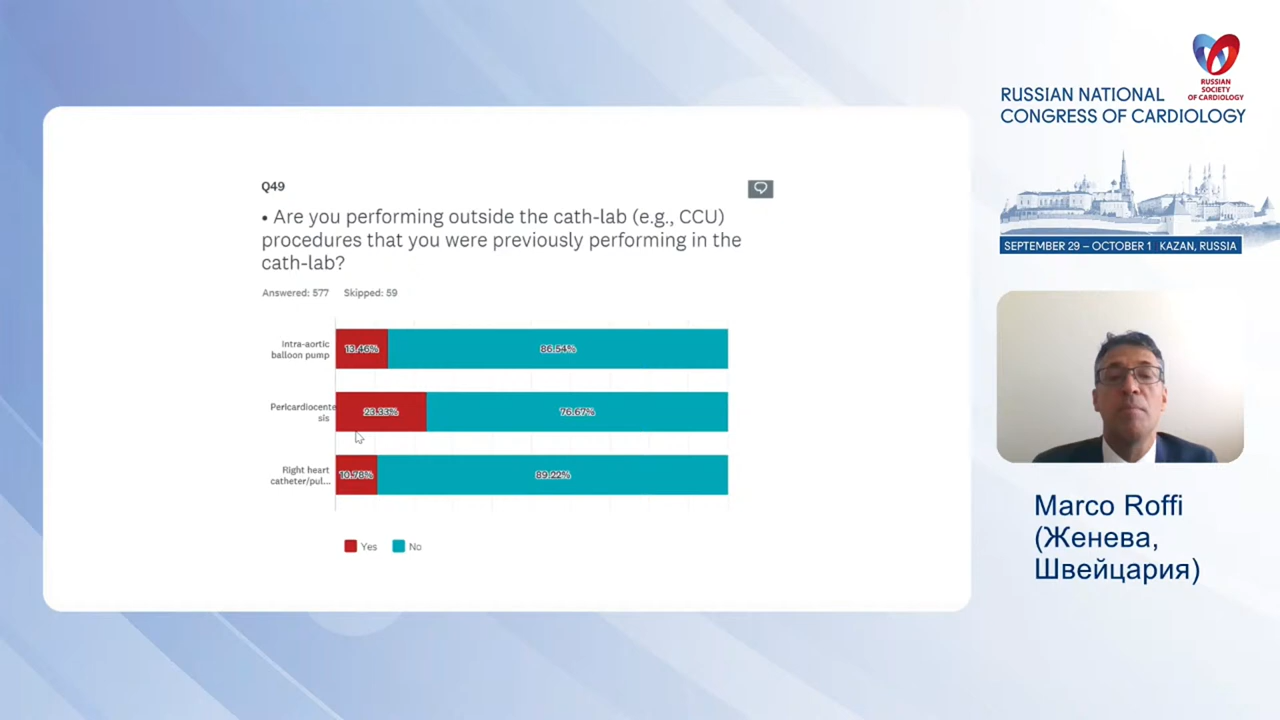 Q49
• Are you performing outside the cath-lab (e.g., CCU)
procedures that you were previously performing in the
cath-lab?
Answered: 577 Skipped: 59
Intra-aortic
balloon pump
13.46%
86.54%
Pericardiocente
sis
23.33%
76.67%
Right heart
catheter/pul...
10.78%
89.22%
Yes
No
RUSSIAN
SOCIETY
OF CARDIOLOGY
RUSSIAN NATIONAL
CONGRESS OF CARDIOLOGY
SEPTEMBER 29 – OCTOBER 1 KAZAN, RUSSIA
Marco Roffi
(Женева,
Швейцария)